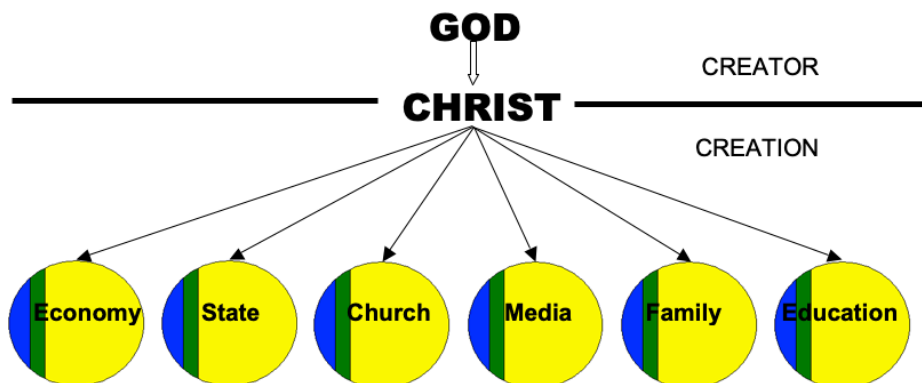 GOD
CREATOR
CHRIST
CREATION
Economy
State
Church
Media
Family
Education